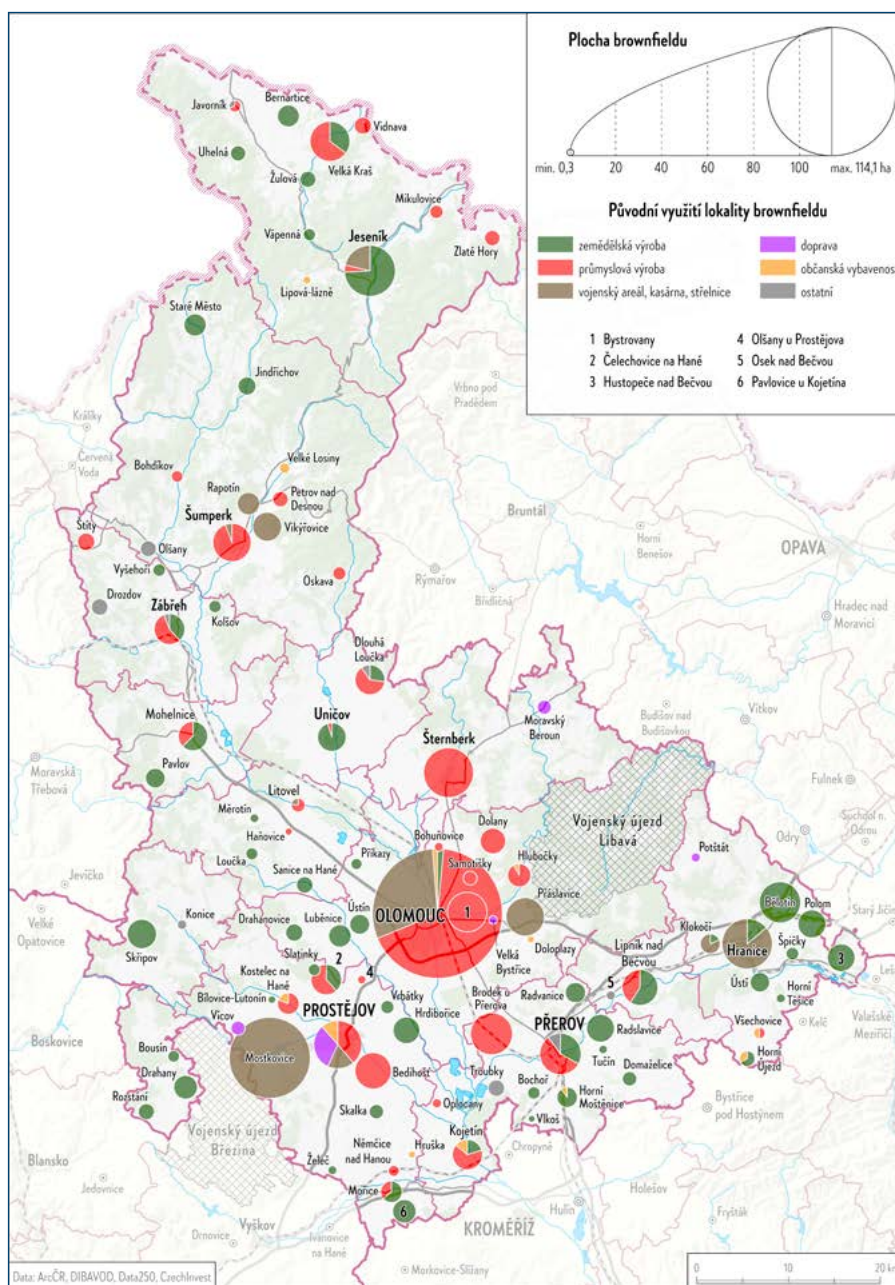 Plocha brownfieldu
min. 0,3 20 40 60 80 100 max. 114,1 ha
Původní využití lokality brownfieldu
zemědělská výroba
průmyslová výroba
vojenský areál, kasárna, střelnice
doprava
občanská vybavenos
ostatní
1 Bystrovany
2 Čelechovice na Hané
3 Hustopeče nad Bečvou
4 Olšany u Prostějova
5 Osek nad Bečvou
6 Pavlovice u Kojetína
Javorník
Bernartice
Vidnava
Uhelná
Velká Kraš
Žulová
Mikulovice
Vápenná
Jeseník
Zlaté Hory
Lipová-lázně
Staré Město
Jindřichov
Vrbno pod
Pradědem
Králíky
Červená
Voda
Velké Losiny
Bohdíkov
Rapotín
Petrov nad
Desnou
Šumperk
Vikýřovice
Bruntál
Štíty
Olšany
Horní
Benešov
OPAVA
Vyšehoří
Oskava
Rýmařov
Drozdov
Břidličná
Hradec nad
Moravicí
Zábřeh
Kolšov
Dlouhá
Loučka
Mohelnice
Uničov
Moravský
Beroun
Budišov nad
Budišovkou
Vítkov
Šternberk
Moravská
Třebová
Pavlov
Fulnek
Litovel
Měrotín
Dolany
Vojenský újezd
Libavá
Suchdol n.
Odrou
Haňovice
Bohuňovice
Odry
Příkazy
Samotišky
Hlubočky
Potštát
Loučka
Jevíčko
Sanice na Hané
Přáslavice
Bělotín
Polom
Starý Jičín
Ústín
OLOMOUC
1
Velké
Opatovice
Konice
Drahanovice
Luběnice
Klokočí
Hranice
Velká
Bystřice
Doloplazy
Lipník nad
Bečvou
Špičky
3
Skřípov
Slatinky
2
Kostelec na
Hané
4
Brodek u
Přerova
Radvanice
5
Ústí
Horní
Těšice
Bílovice-Lutotín
Vrbátky
Hrdibořice
Kelč
Valašské
Meziříčí
Vícov
PROSTĚJOV
PŘEROV
Radslavice
Všechovice
Boskovice
Tučín
Bousín
Mostkovice
Bedihošť
Troubky
Domaželice
Horní
Újezd
Drahany
Bochoř
Horní
Moštěnice
Rozstání
Skalka
Oplocany
Vlkoš
Bystřice
pod Hostýnem
Vojenský újezd
Březina
Kojetín
Němčice
nad Hanou
Hruška
Chropyně
Blansko
Želeč
Holešov
Jedovnice
Mořice
Hulín
6
Vyškov
Fryšták
Drnovice
Ivanovice
na Hané
KROMĚŘÍŽ
Morkovice-Slížany
Data: ArcČR, DIBAVOD, Data250, CzechInvest
0 10 20 k